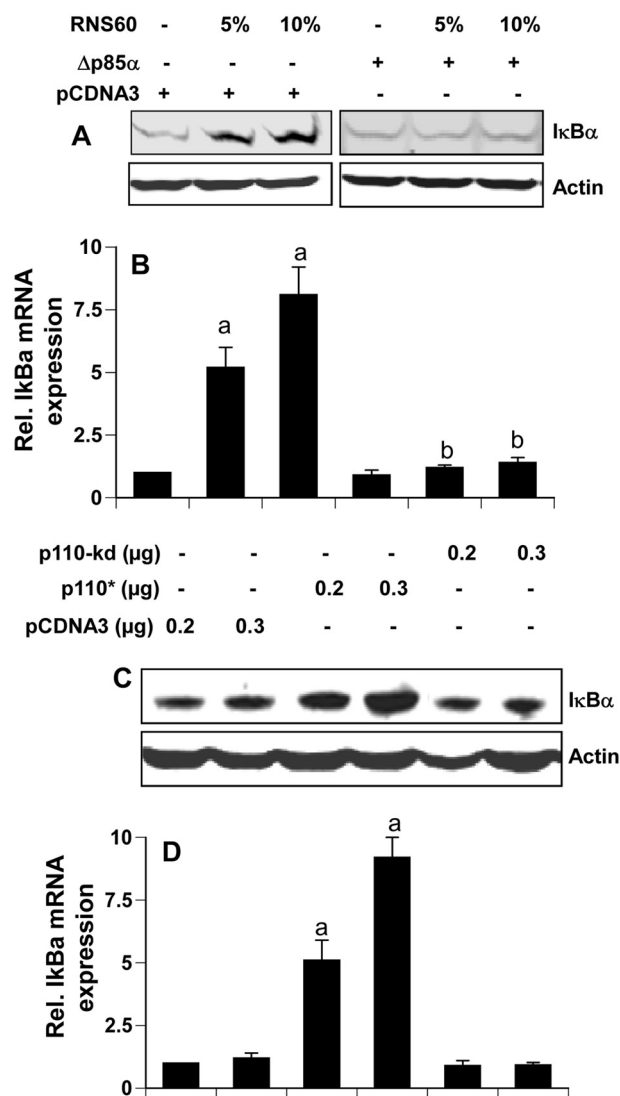 RNS60 - 5% 10% - 5% 10%
Δp85α - - - + + +
pCDNA3 + + + - - -
A IκBα
Actin
B
Rel. IkBa mRNA
expression
10
7.5
5
2.5
0
a
a
b
b
p110-kd (µg) - - - - 0.2 0.3
p110* (µg) - - 0.2 0.3 - -
pCDNA3 (µg) 0.2 0.3 - - - -
C IκBα
Actin
D
Rel. IkBa mRNA
expression
10
7.5
5
2.5
0
a
a